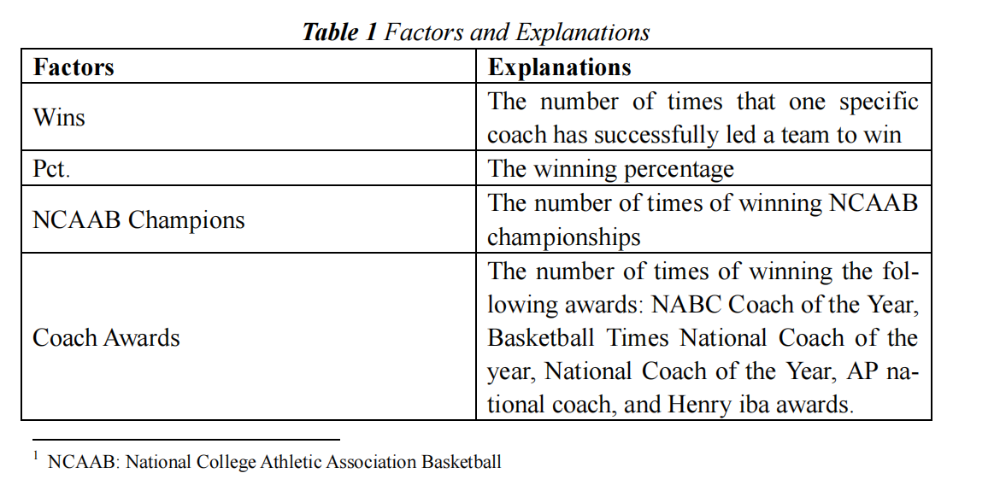 Table 1 Factors and Explanations
Factors
Explanations
Wins
The number of times that one specific
coach has successfully led a team to win
Pct.
The winning percentage
NCAAB Champions
The number of times of winning NCAAB
championships
Coach Awards
The number of times of winning the fol-
lowing awards: NABC Coach of the Year,
Basketball Times National Coach of the
year, National Coach of the Year, AP na-
tional coach, and Henry iba awards.
1 NCAAB: National College Athletic Association Basketball